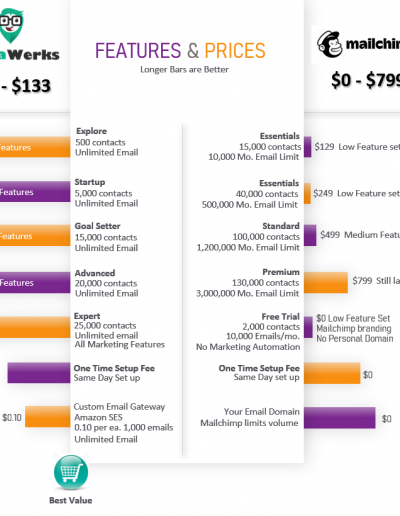 FEATURES & PRICES
Longer Bars are Better
aWerks
- $133
mailchimp
$0 - $799
Features
Explore
500 contacts
Unlimited Email
Features
Startup
5,000 contacts
Unlimited Email
Features
Goal Setter
15,000 contacts
Unlimited Email
Features
Advanced
20,000 contacts
Unlimited Email
Expert
25,000 contacts
Unlimited email
All Marketing Features
One Time Setup Fee
Same Day Set up
$0.10
Custom Email Gateway
Amazon SES
0.10 per ea. 1,000 emails
Unlimited Email
Essentials
15,000 contacts
10,000 Mo. Email Limit
$129 Low Feature set
Essentials
40,000 contacts
500,000 Mo. Email Limit
$249 Low Feature set
Standard
100,000 contacts
1,200,000 Mo. Email Limit
$499 Medium Featu
Premium
130,000 contacts
3,000,000 Mo. Email Limit
$799 Still la
Free Trial
2,000 contacts
10,000 Emails/mo.
No Marketing Automation
$0 Low Feature Set
Mailchimp branding
No Personal Domain
One Time Setup Fee
Same Day set up
$0
Your Email Domain
Mailchimp limits volume
$0
Best Value